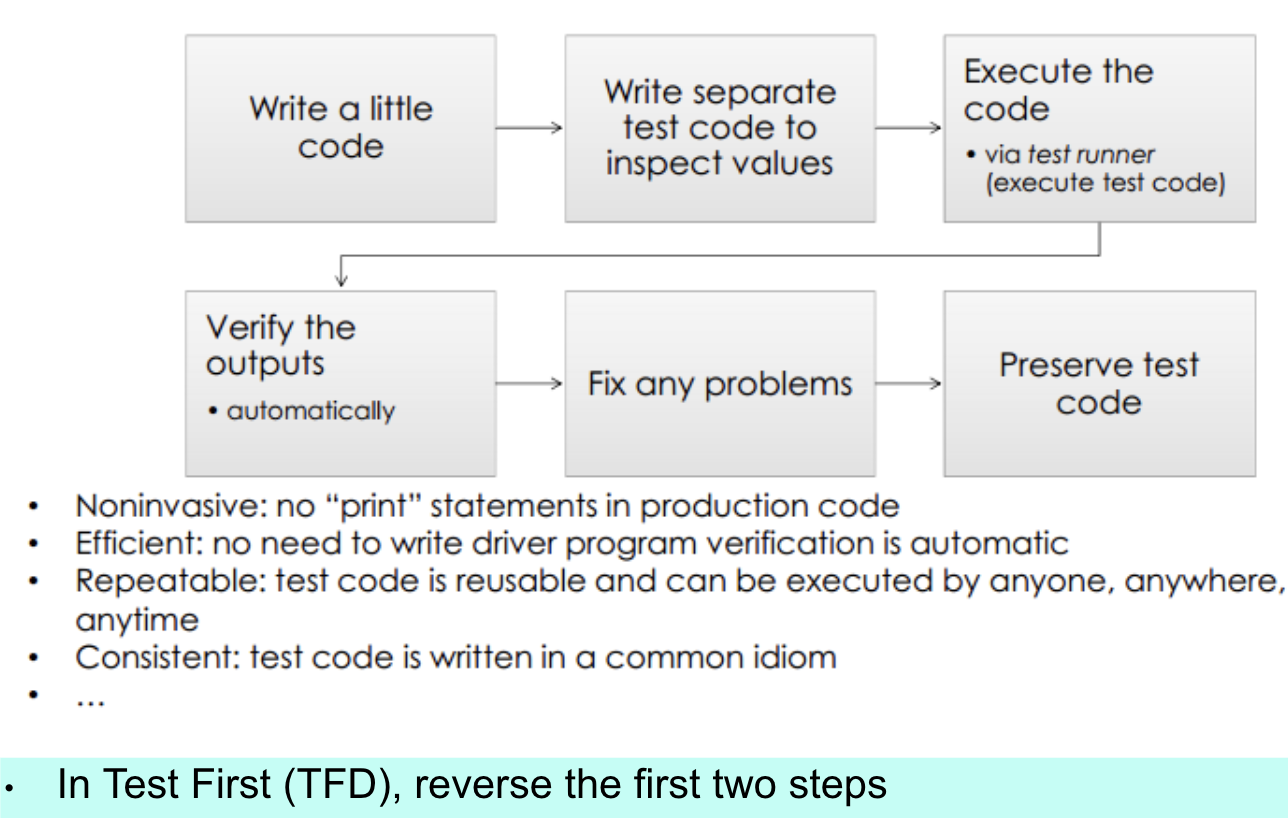 Write a little
code
Write separate
test code to
inspect values
Execute the
code
• via test runner
(execute test code)
Verify the
outputs
• automatically
Fix any problems
Preserve test
code
• Noninvasive: no “print” statements in production code
• Efficient: no need to write driver program verification is automatic
• Repeatable: test code is reusable and can be executed by anyone, anywhere,
anytime
• Consistent: test code is written in a common idiom
• ...
• In Test First (TFD), reverse the first two steps